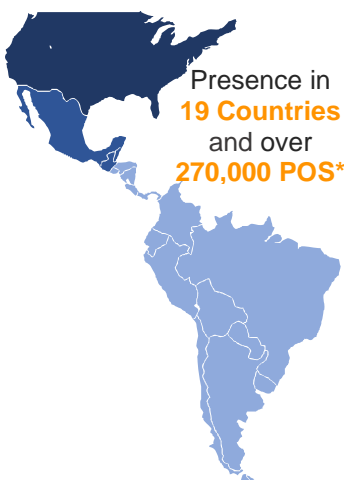 Presence in
19 Countries
and over
270,000 POS*